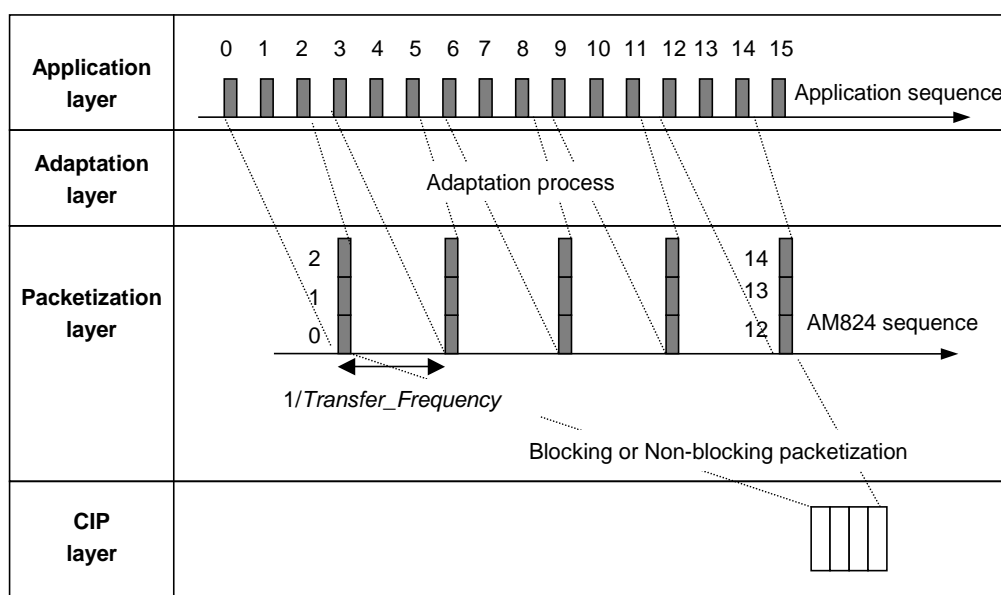 Application
layer
0 1 2 3 4 5 6 7 8 9 10 11 12 13 14 15
Application sequence
Adaptation
layer
Adaptation process
Packetization
layer
2
1
0
14
13
12
AM824 sequence
1/Transfer_Frequency
Blocking or Non-blocking packetization
CIP
layer